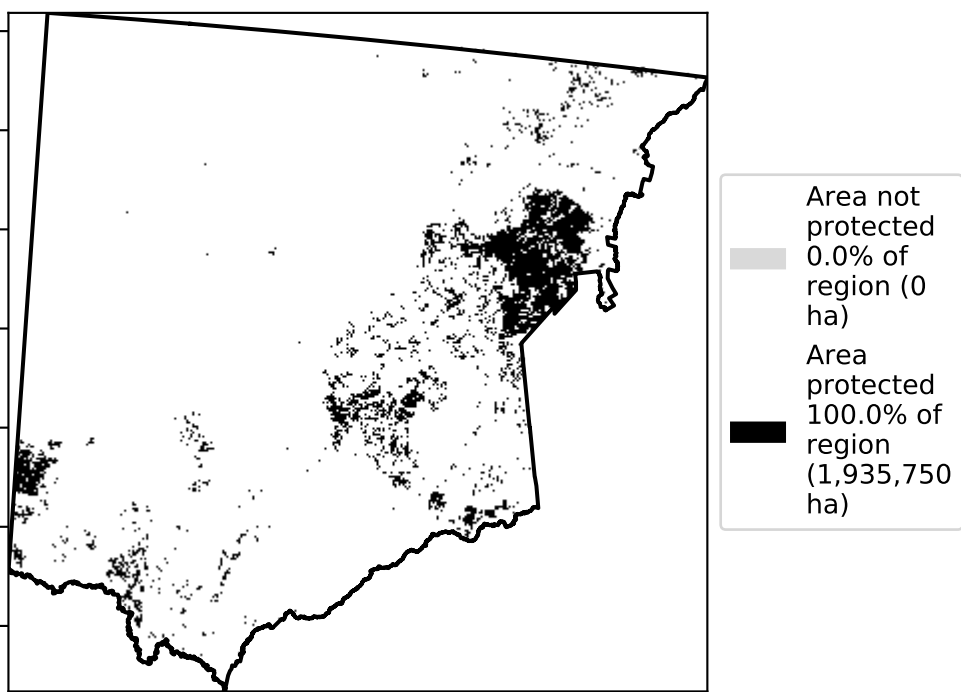 Area not
protected
0.0% of
region (0
ha)
Area
protected
100.0% of
region
(1,935,750
ha)